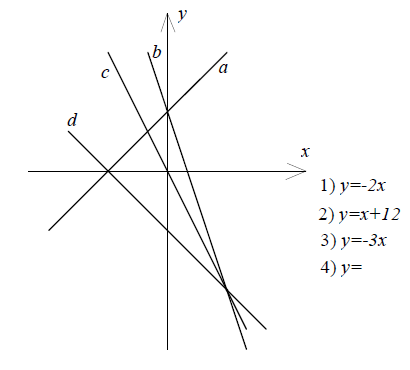 y
b
a
c
d
x
1) y=-2x
2) y=x+12
3) y=-3x
4) y=